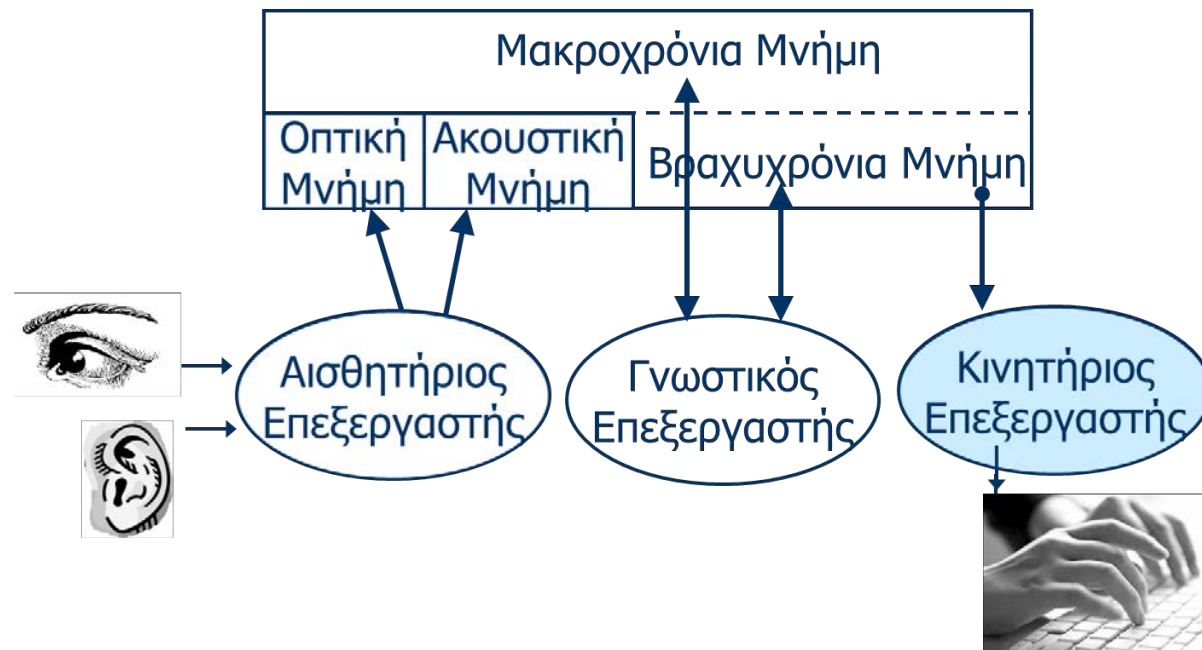 Μακροχρόνια Μνήμη
Οπτική
Μνήμη
Ακουστική
Μνήμη
Βραχυχρόνια Μνήμη
Αισθητήριος
Επεξεργαστής
Γνωστικός
Επεξεργαστής
Κινητήριος
Επεξεργαστής